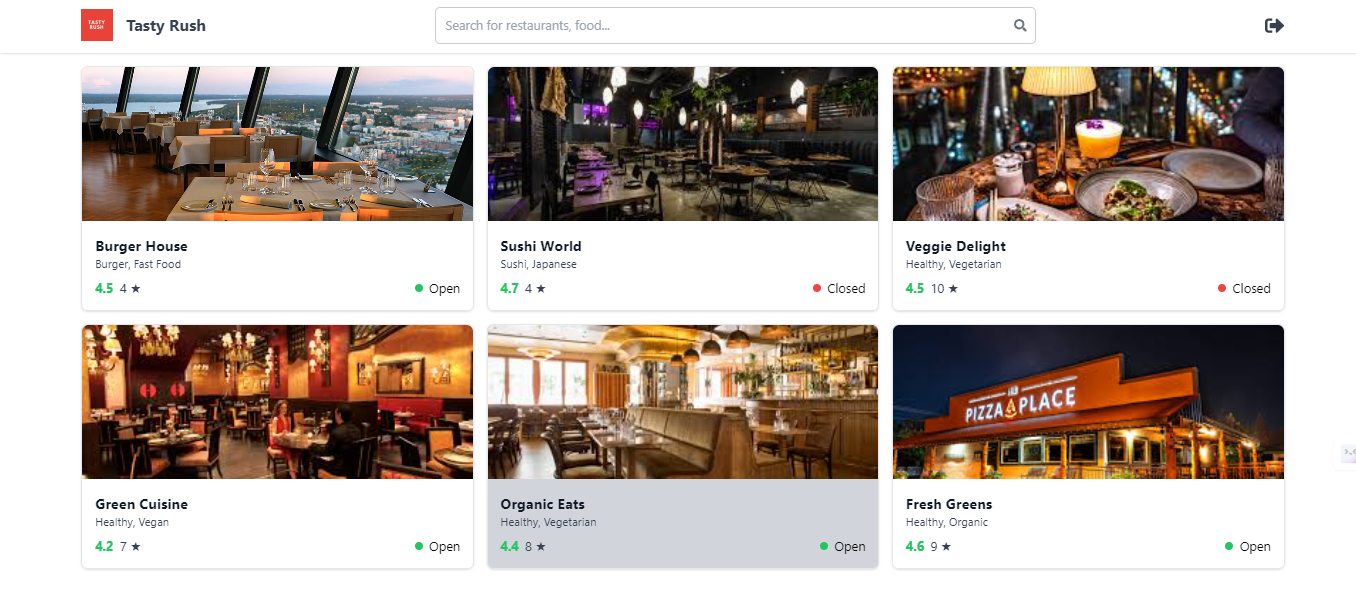 TASTY
RUSH
Tasty Rush
Search for restaurants, food...
Burger House
Burger, Fast Food
4.5 4 ★
Open
Sushi World
Sushi, Japanese
4.7 4 ★
Closed
Veggie Delight
Healthy, Vegetarian
4.5 10 ★
Closed
PIZZA PLACE
Green Cuisine
Healthy, Vegan
4.2 7 ★
Open
Organic Eats
Healthy, Vegetarian
4.4 8 ★
Open
Fresh Greens
Healthy, Organic
4.6 9 ★
Open